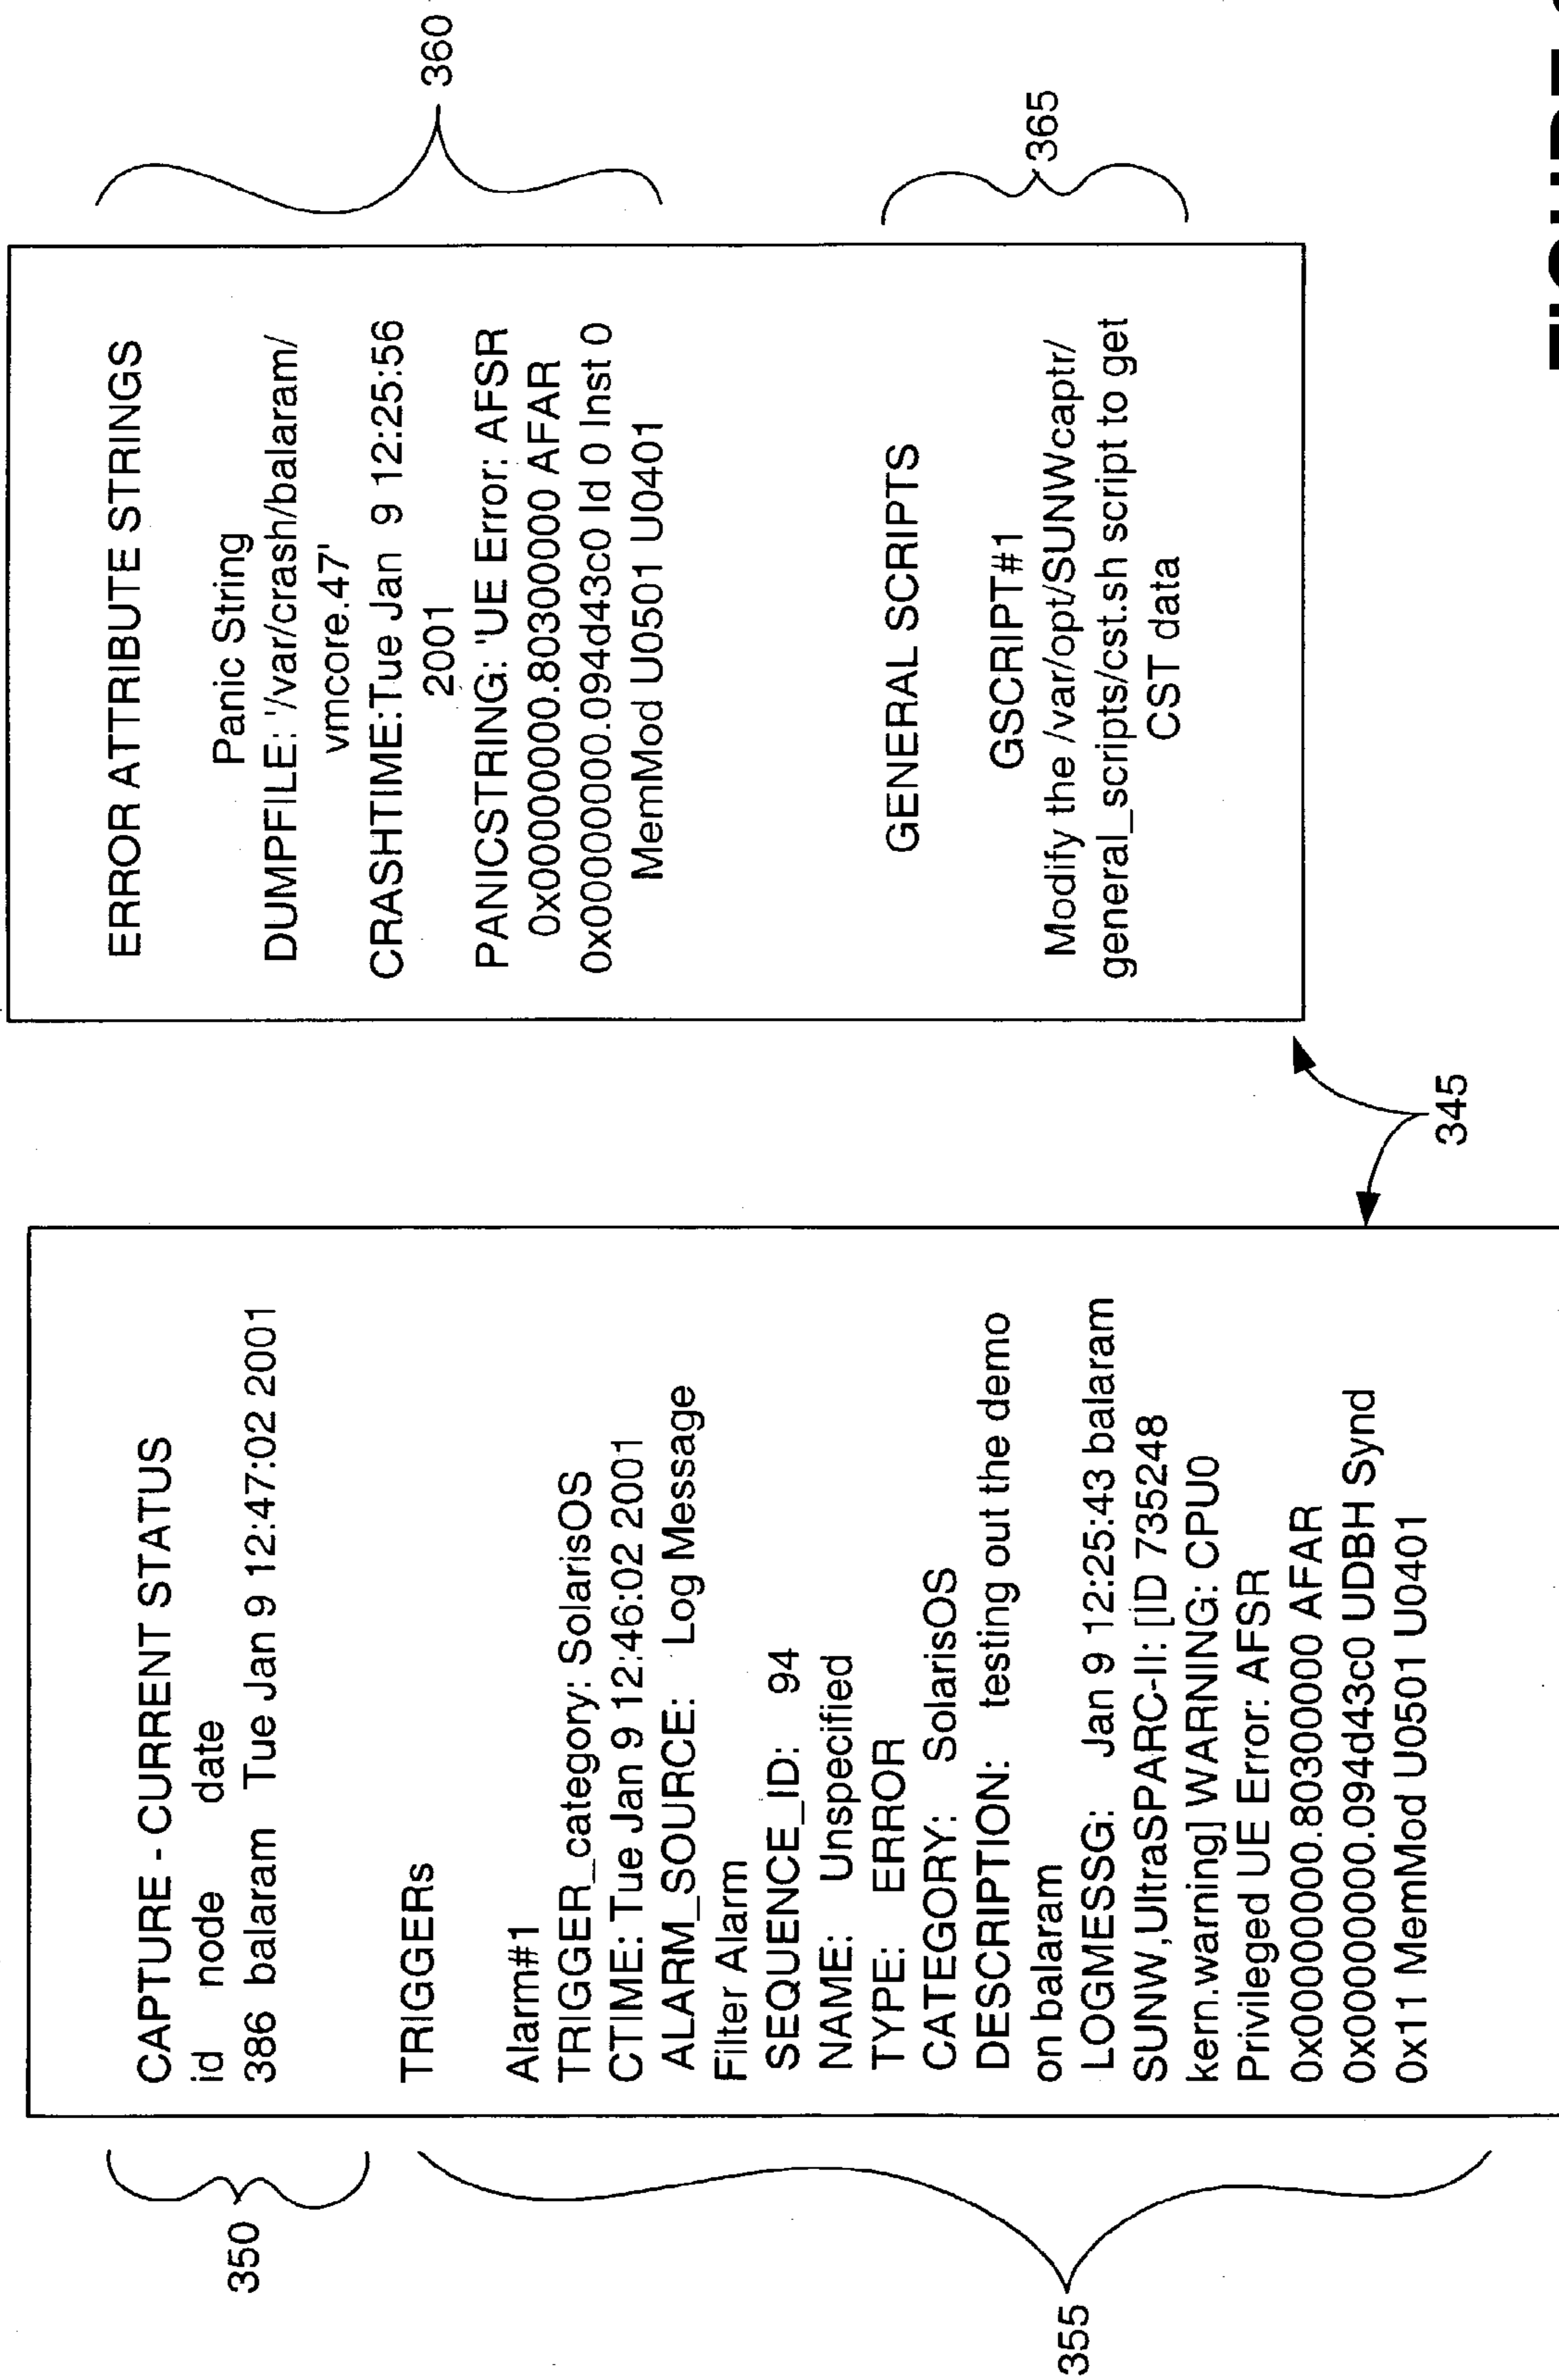 350
CAPTURE - CURRENT STATUS
id node date
386 balaram Tue Jan 9 12:47:02 2001
355
TRIGGERs
Alarm#1
TRIGGER_category: SolarisOS
CTIME: Tue Jan 9 12:46:02 2001
ALARM_SOURCE: Log Message
Filter Alarm
SEQUENCE_ID: 94
NAME: Unspecified
TYPE: ERROR
CATEGORY: SolarisOS
DESCRIPTION: testing out the demo
on balaram
LOGMESSG: Jan 9 12:25:43 balaram
SUNW,UltraSPARC-II: [ID 735248
kern.warning] WARNING: CPU0
Privileged UE Error: AFSR
0x00000000.80300000 AFAR
0x00000000.094d43c0 UDBH Synd
0x11 MemMod U0501 U0401
345
ERROR ATTRIBUTE STRINGS
Panic String
DUMPFILE: '/var/crash/balaram/
vmcore.47'
CRASHTIME:Tue Jan 9 12:25:56
2001
PANICSTRING: 'UE Error: AFSR
0x00000000.80300000 AFAR
0x00000000.094d43c0 Id 0 Inst 0
MemMod U0501 U0401
360
GENERAL SCRIPTS
GSCRIPT#1
Modify the /var/opt/SUNWcaptr/
general_scripts/cst.sh script to get
CST data
365